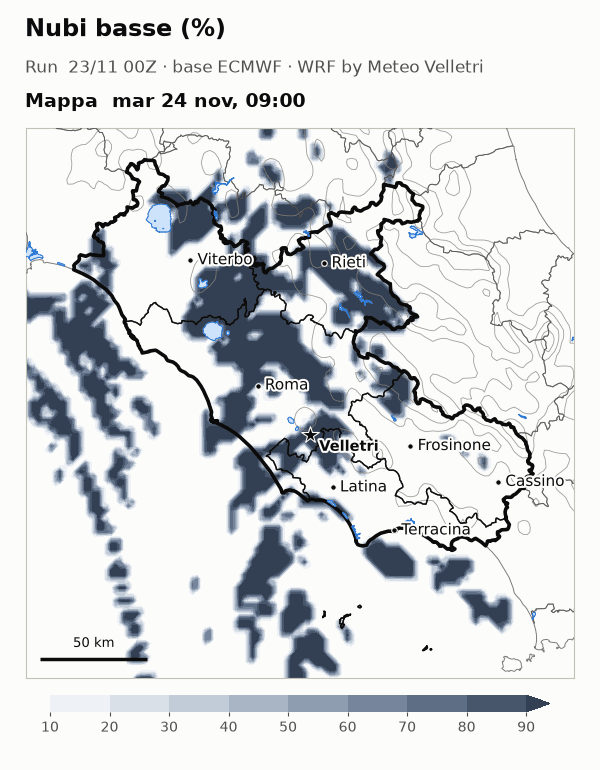 Nubi basse (%)
Run  23/11 00Z · base ECMWF · WRF by Meteo Velletri
Mappa  mar 24 nov, 09:00
Viterbo
Rieti
Roma
Velletri
Frosinone
Latina
Cassino
Terracina
50 km
10 20 30 40 50 60 70 80 90